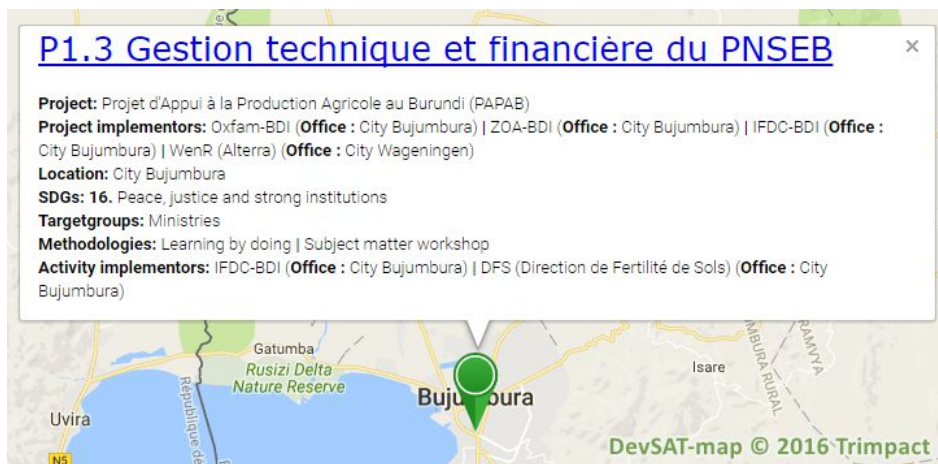 P1.3 Gestion technique et financière du PNSEB
×
Project: Projet d'Appui à la Production Agricole au Burundi (PAPAB)
Project implementors: Oxfam-BDI (Office : City Bujumbura) | ZOA-BDI (Office : City Bujumbura) | IFDC-BDI (Office :
City Bujumbura) | WenR (Alterra) (Office : City Wageningen)
Location: City Bujumbura
SDGs: 16. Peace, justice and strong institutions
Targetgroups: Ministries
Methodologies: Learning by doing | Subject matter workshop
Activity implementors: IFDC-BDI (Office : City Bujumbura) | DFS (Direction de Fertilité de Sols) (Office : City
Bujumbura)
Gatumba
Rusizi Delta
Nature Reserve
Isare
Uvira
N5
DevSAT-map © 2016 Trimpact